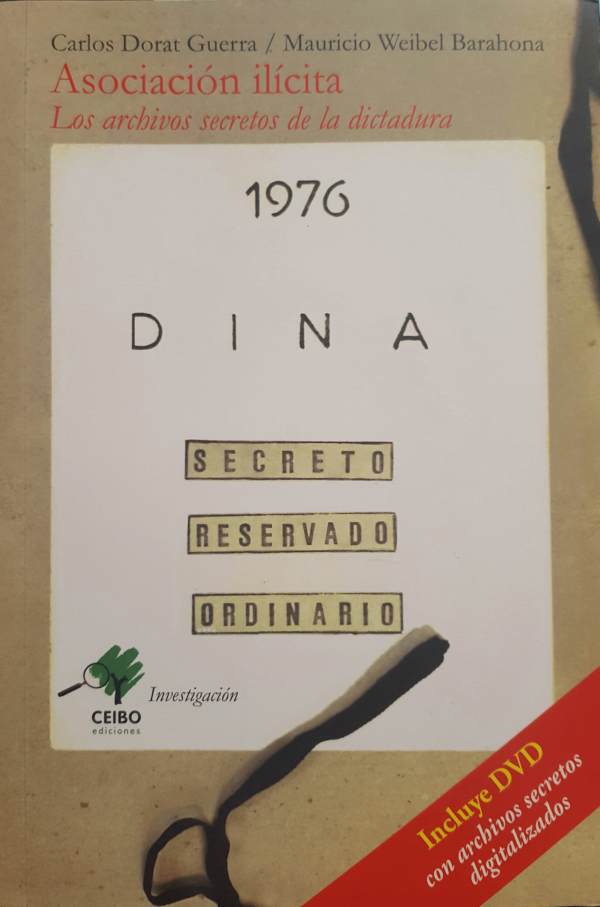 Carlos Dorat Guerra / Mauricio Weibel Barahona
Asociación ilícita
Los archivos secretos de la dictadura
1976
DINA
SECRETO
RESERVADO
ORDINARIO
CEIBO
ediciones
Investigación
Incluye DVD
con archivos secretos
digitalizados